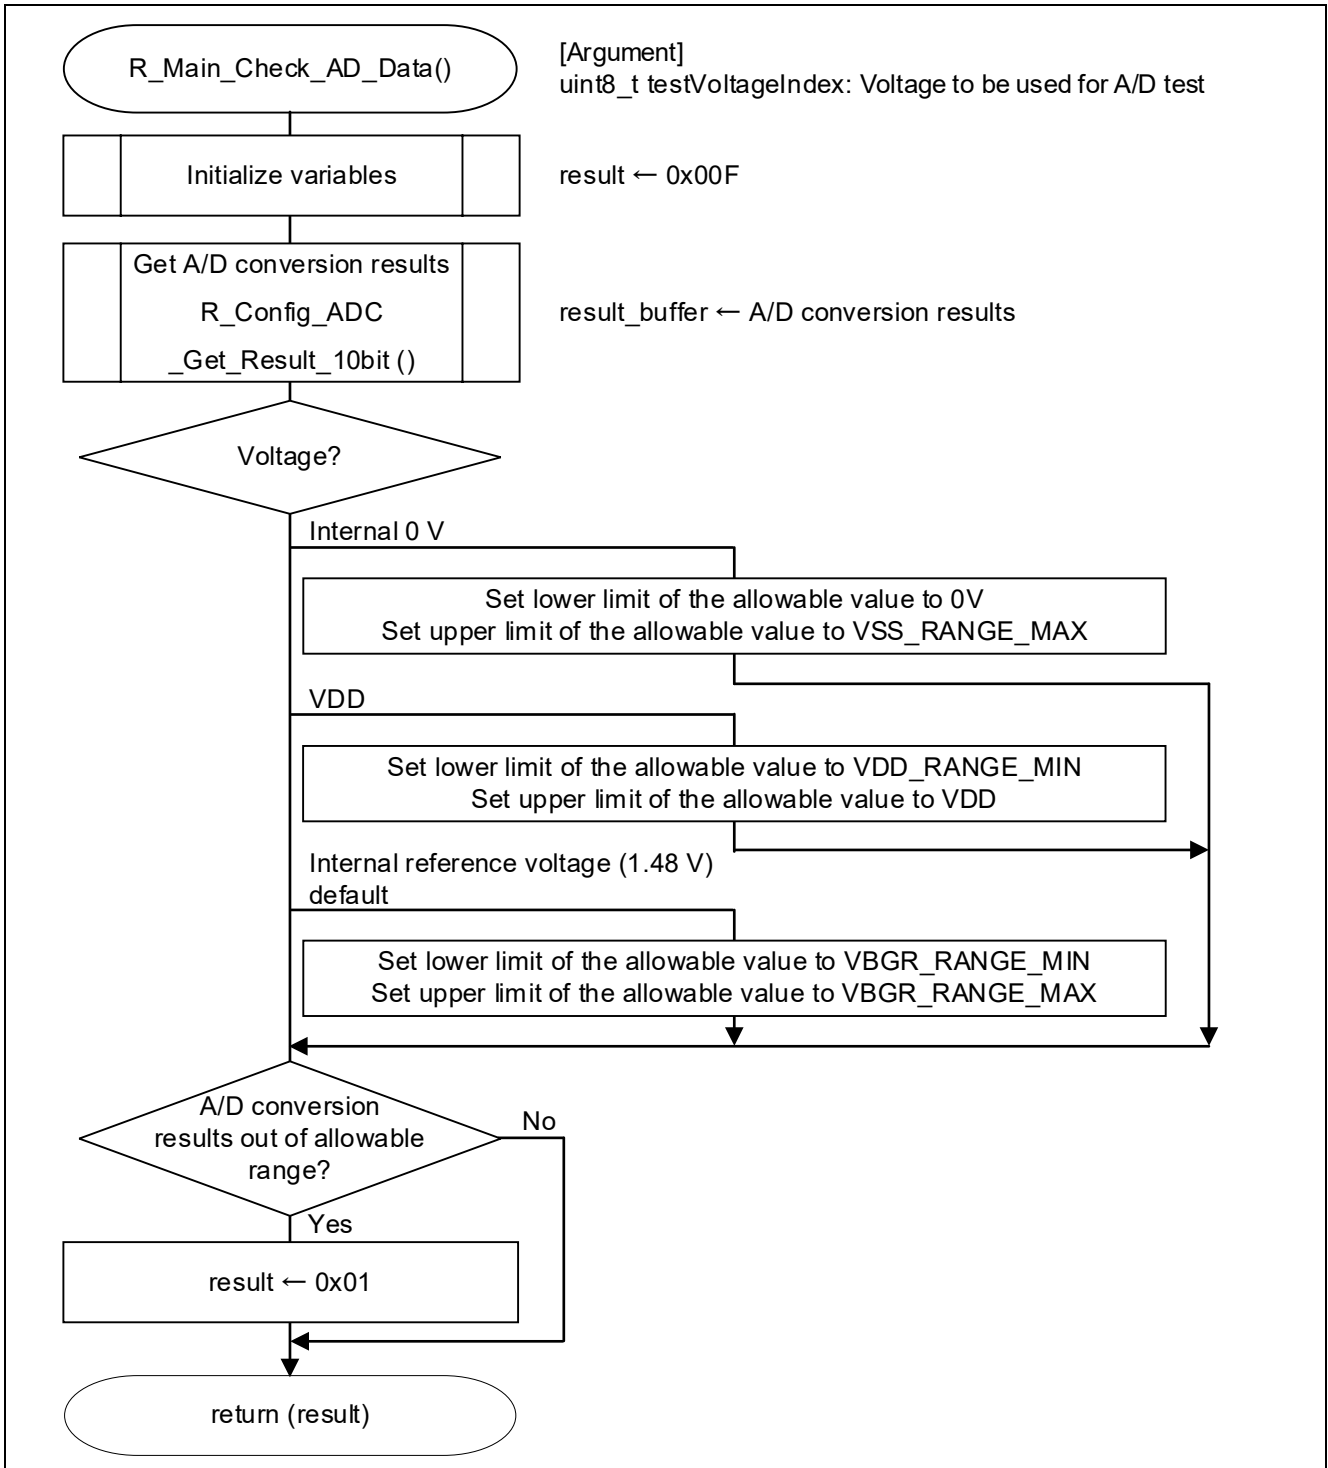 R_Main_Check_AD_Data()
[Argument]
uint8_t testVoltageIndex: Voltage to be used for A/D test
Initialize variables
result ← 0x00F
Get A/D conversion results
R_Config_ADC
_Get_Result_10bit ()
result_buffer ← A/D conversion results
Voltage?
Internal 0 V
Set lower limit of the allowable value to 0V
Set upper limit of the allowable value to VSS_RANGE_MAX
VDD
Set lower limit of the allowable value to VDD_RANGE_MIN
Set upper limit of the allowable value to VDD
Internal reference voltage (1.48 V)
default
Set lower limit of the allowable value to VBGR_RANGE_MIN
Set upper limit of the allowable value to VBGR_RANGE_MAX
A/D conversion
results out of allowable
range?
No
Yes
result ← 0x01
return (result)